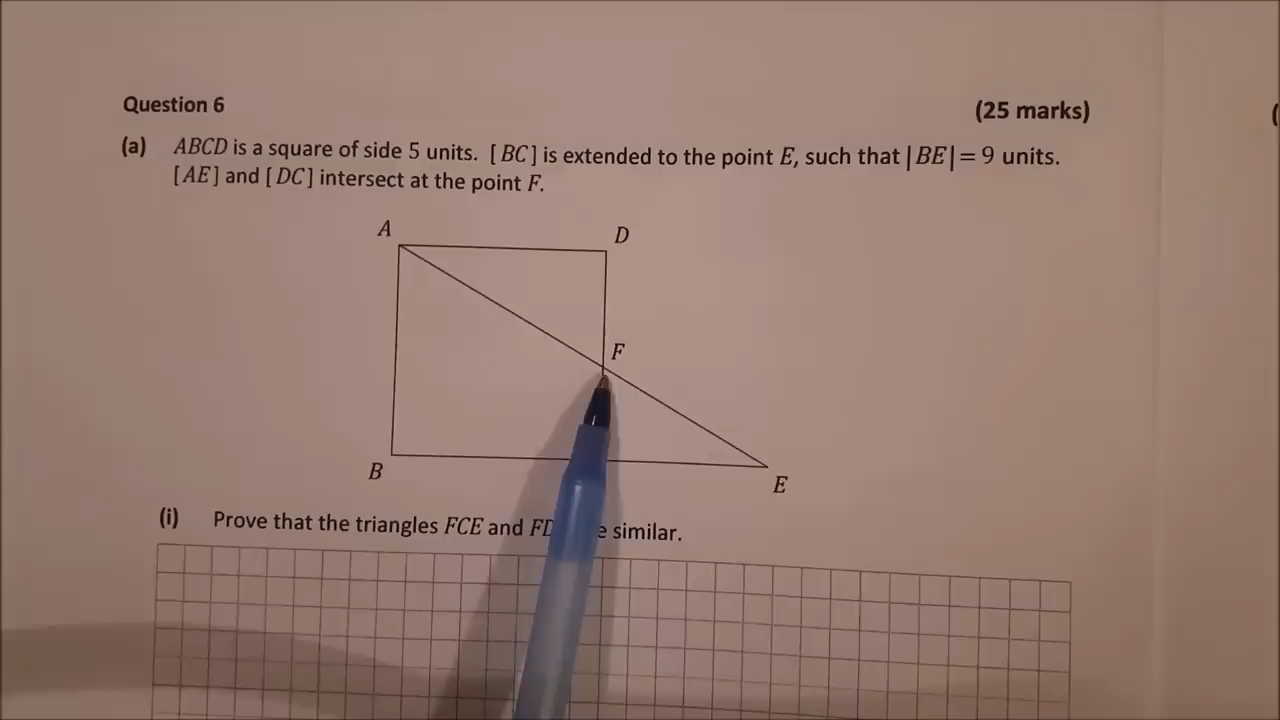 Question 6
(25 marks)
(a) ABCD is a square of side 5 units. [BC] is extended to the point E, such that |BE| = 9 units.
[AE] and [DC] intersect at the point F.
A
D
F
B
E
(i) Prove that the triangles FCE and similar.